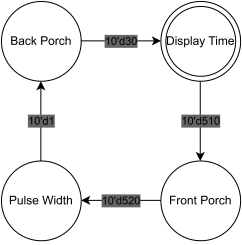 Back Porch
10'd30
Display Time
10'd1
10'd510
Pulse Width
10'd520
Front Porch